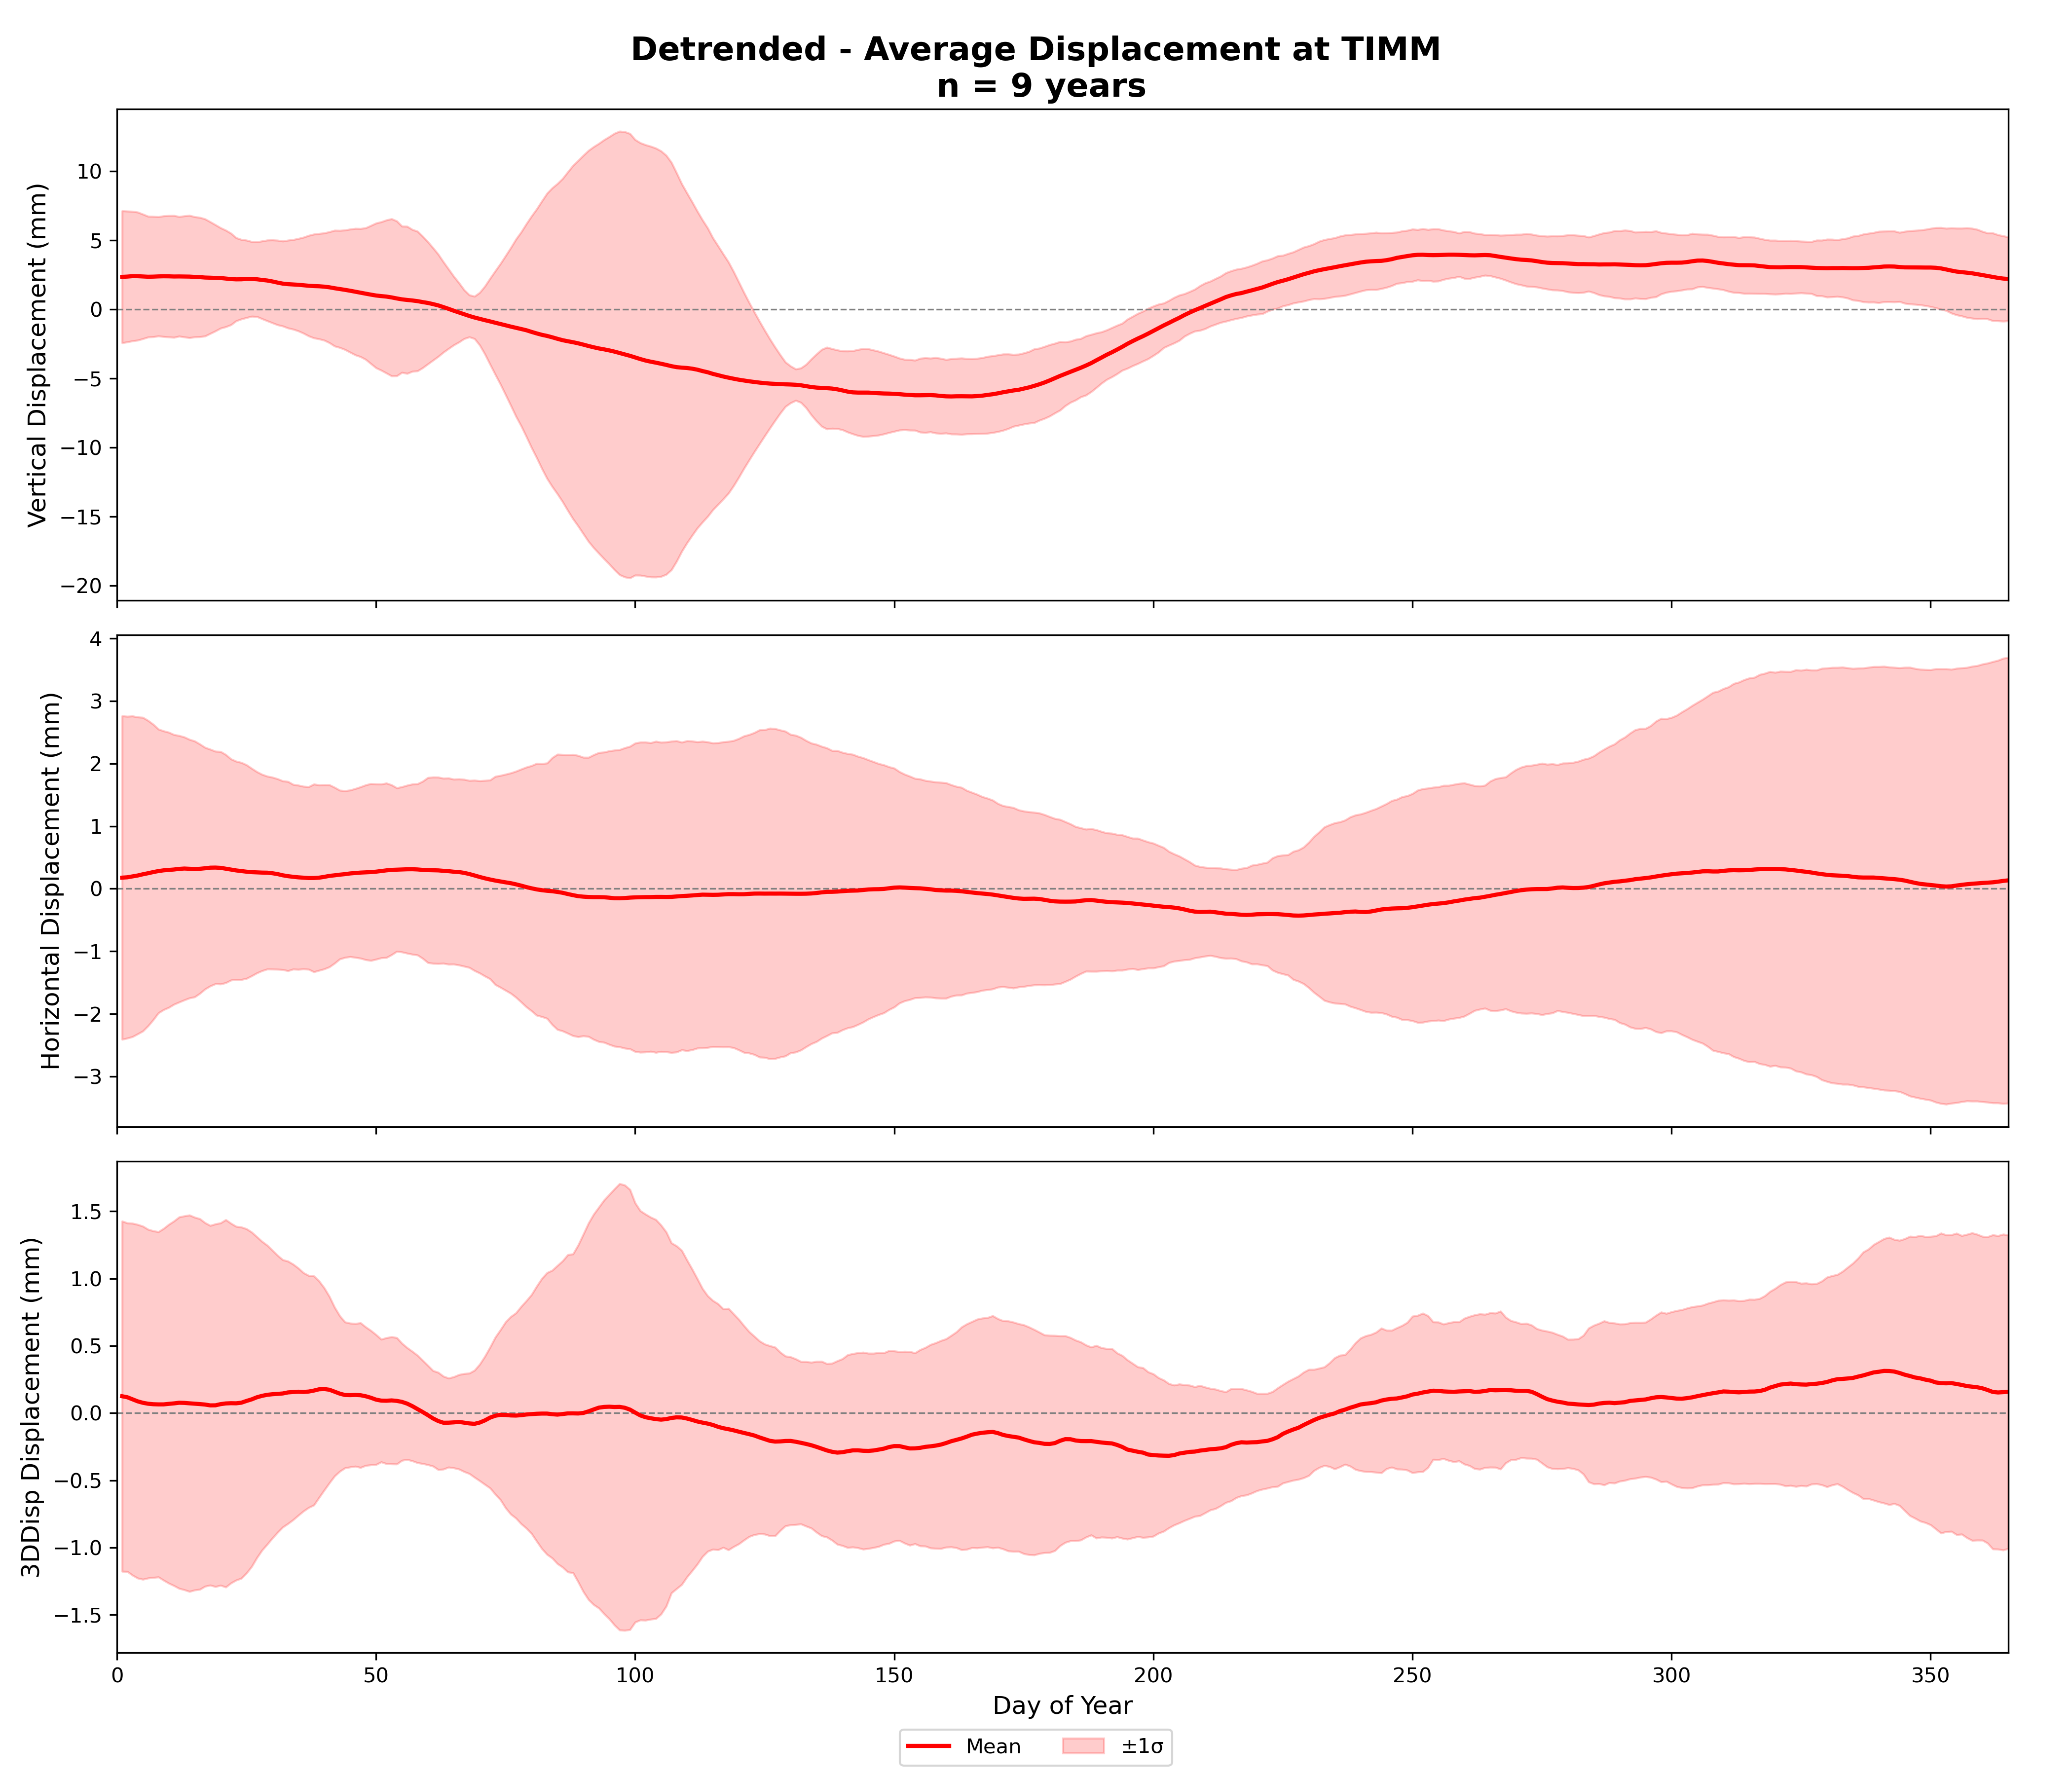 Detrended - Average Displacement at TIMM
n = 9 years
Vertical Displacement (mm)
10
5
0
−5
−10
−15
−20
Horizontal Displacement (mm)
4
3
2
1
0
−1
−2
−3
3DDisp Displacement (mm)
1.5
1.0
0.5
0.0
−0.5
−1.0
−1.5
0 50 100 150 200 250 300 350
Day of Year
Mean ±1σ